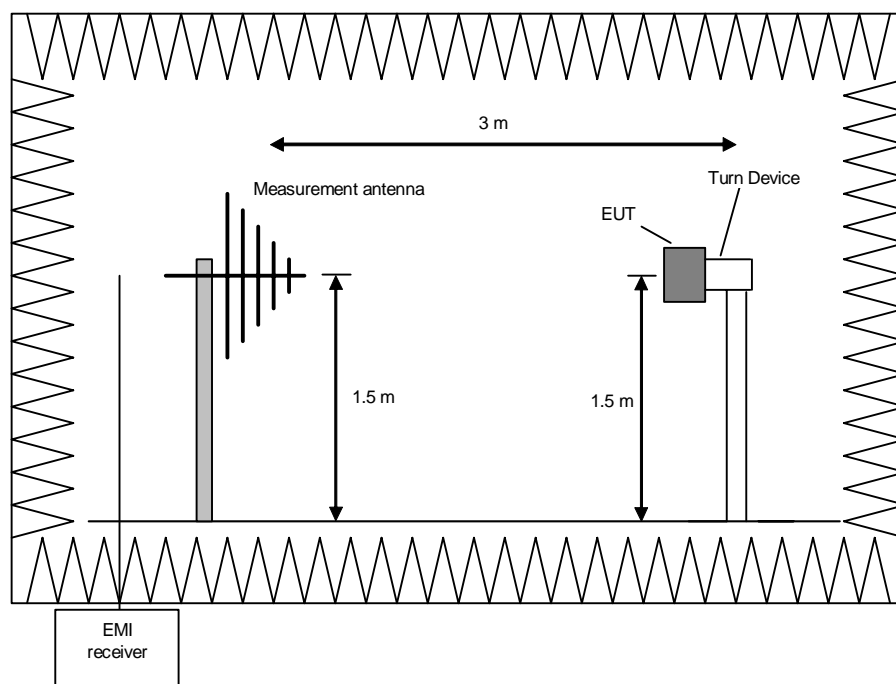 3 m
Measurement antenna
Turn Device
EUT
1.5 m
1.5 m
EMI
receiver